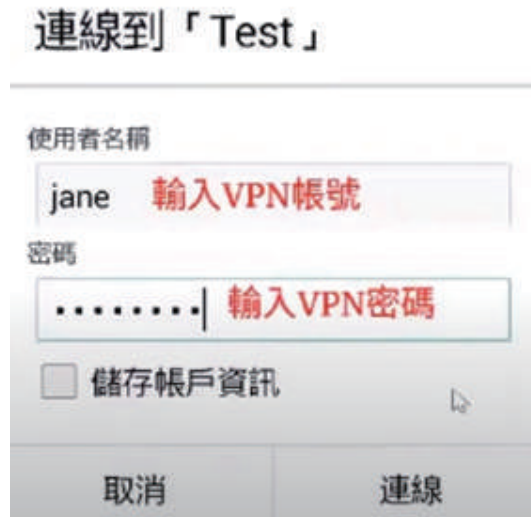 連線到「Test」
使用者名稱
jane 輸入VPN帳號
密碼
........ 輸入VPN密碼
儲存帳戶資訊
取消 連線